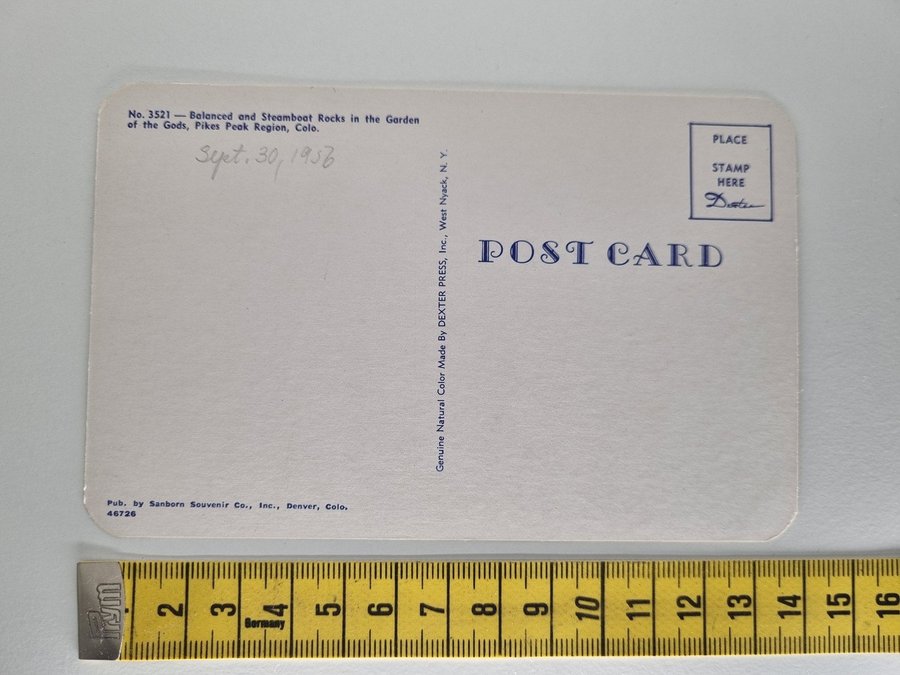 No. 3521 — Balanced and Steamboat Rocks in the Garden
of the Gods, Pikes Peak Region, Colo.
Sept. 30, 1956
Genuine Natural Color Made By DEXTER PRESS, Inc., West Nyack, N. Y.
PLACE
STAMP
HERE
Dexter
POST CARD
Pub. by Sanborn Souvenir Co., Inc., Denver, Colo.
46726
Prym
2 3 4 5 6 7 8 9 10 11 12 13 14 15 16
Germany